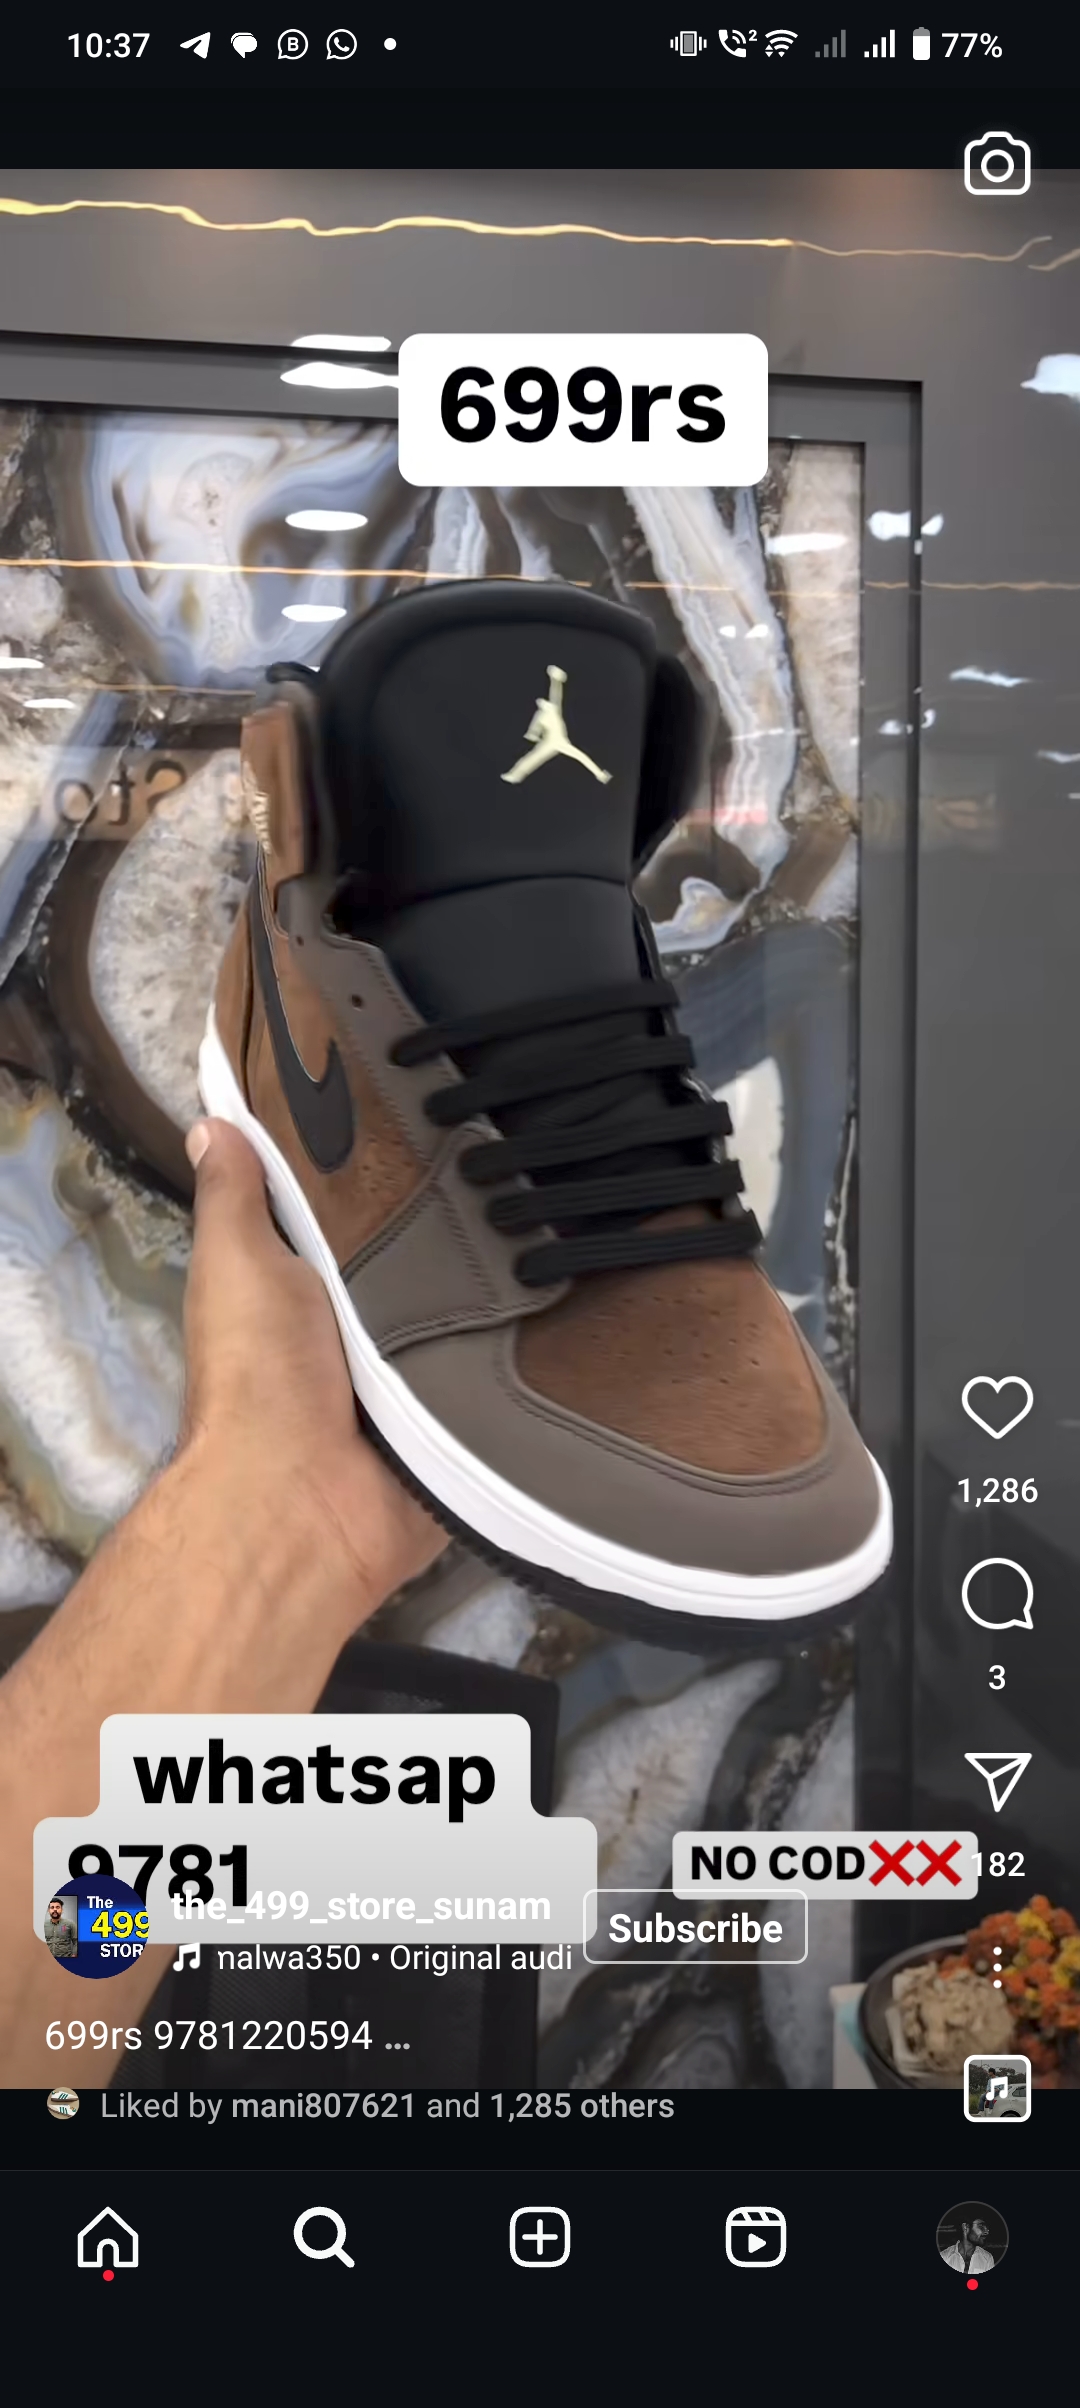 10:37
2
77%
699rs
whatsap
9781
NO COD❌❌
1,286
3
182
The
499
STOR
the_499_store_sunam
Subscribe
nalwa350 • Original audi
699rs 9781220594 ...
Liked by mani807621 and 1,285 others